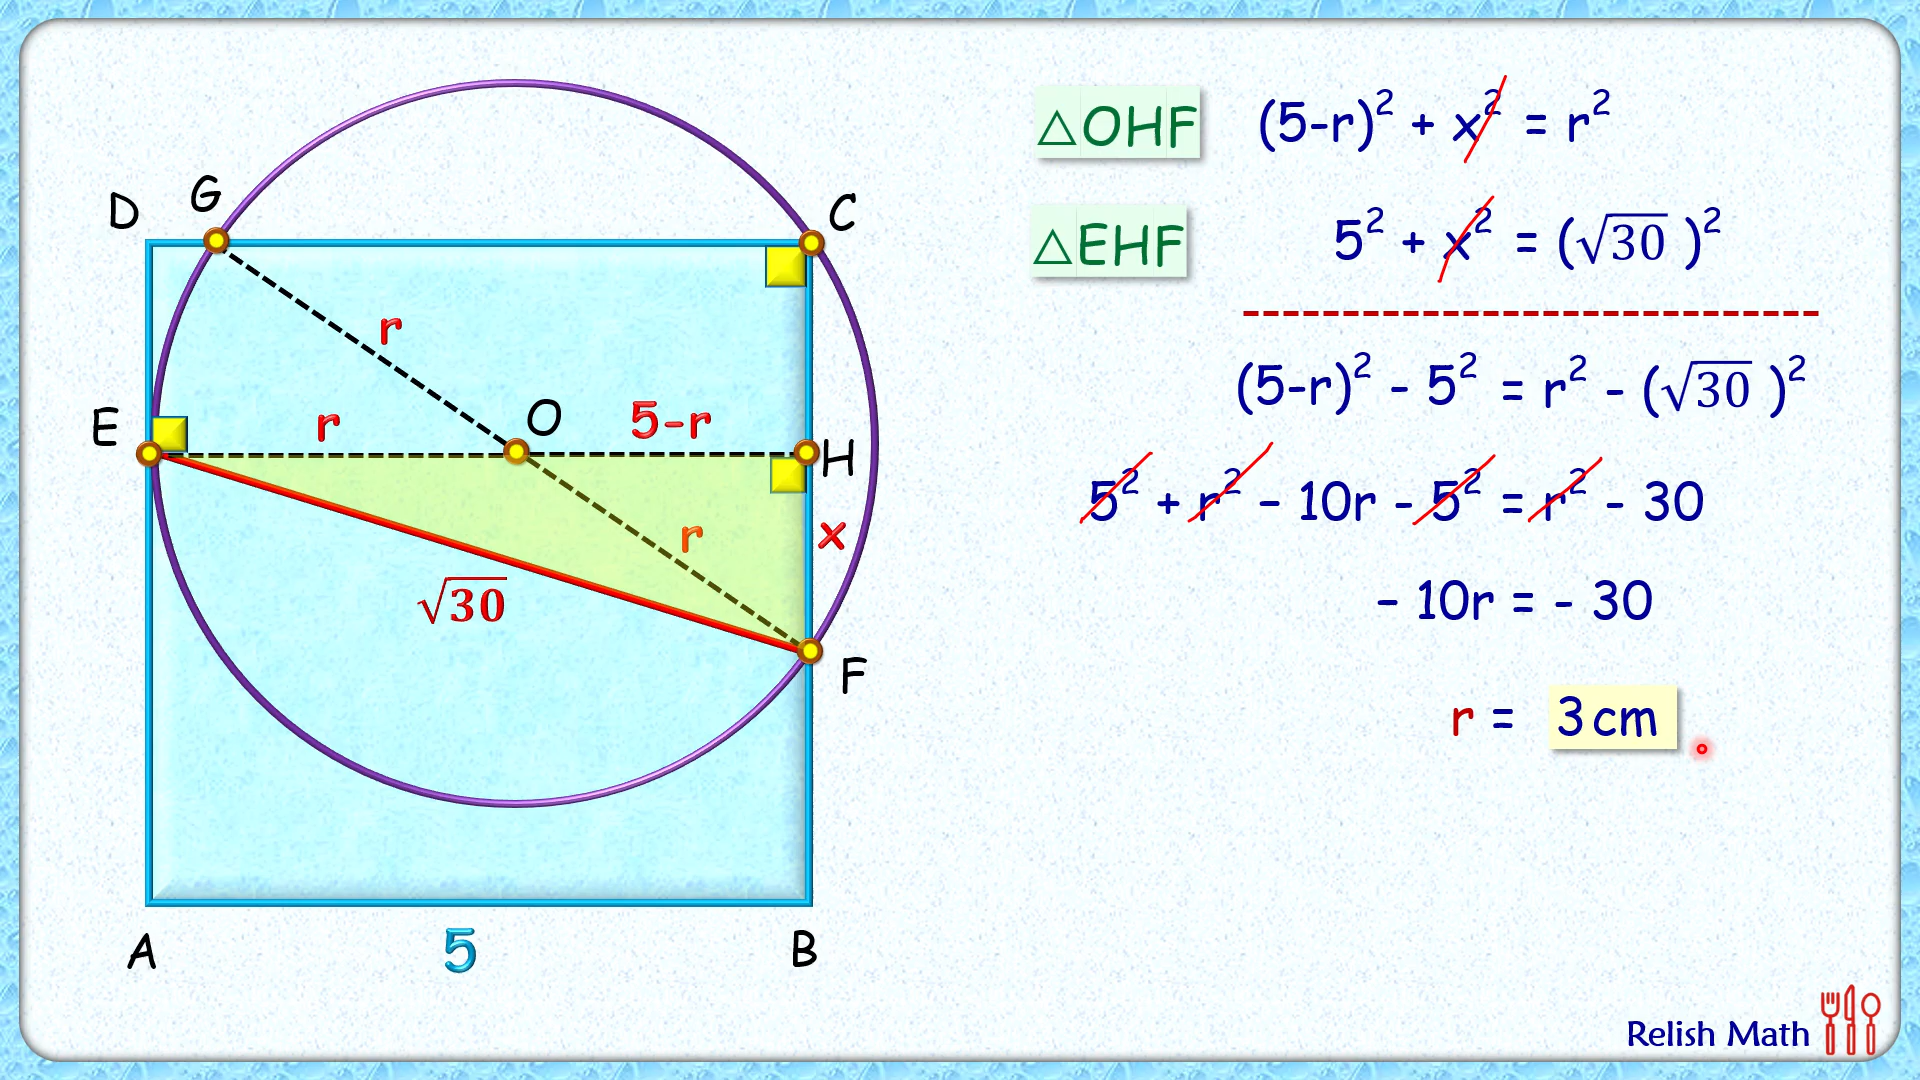 D G C
r
E r O 5-r H
r x
√30
F
A 5 B
△OHF (5-r)² + x² = r²
△EHF 5² + x² = (√30 )²
(5-r)² - 5² = r² - (√30 )²
5² + r² - 10r - 5² = r² - 30
- 10r = - 30
r = 3 cm
Relish Math